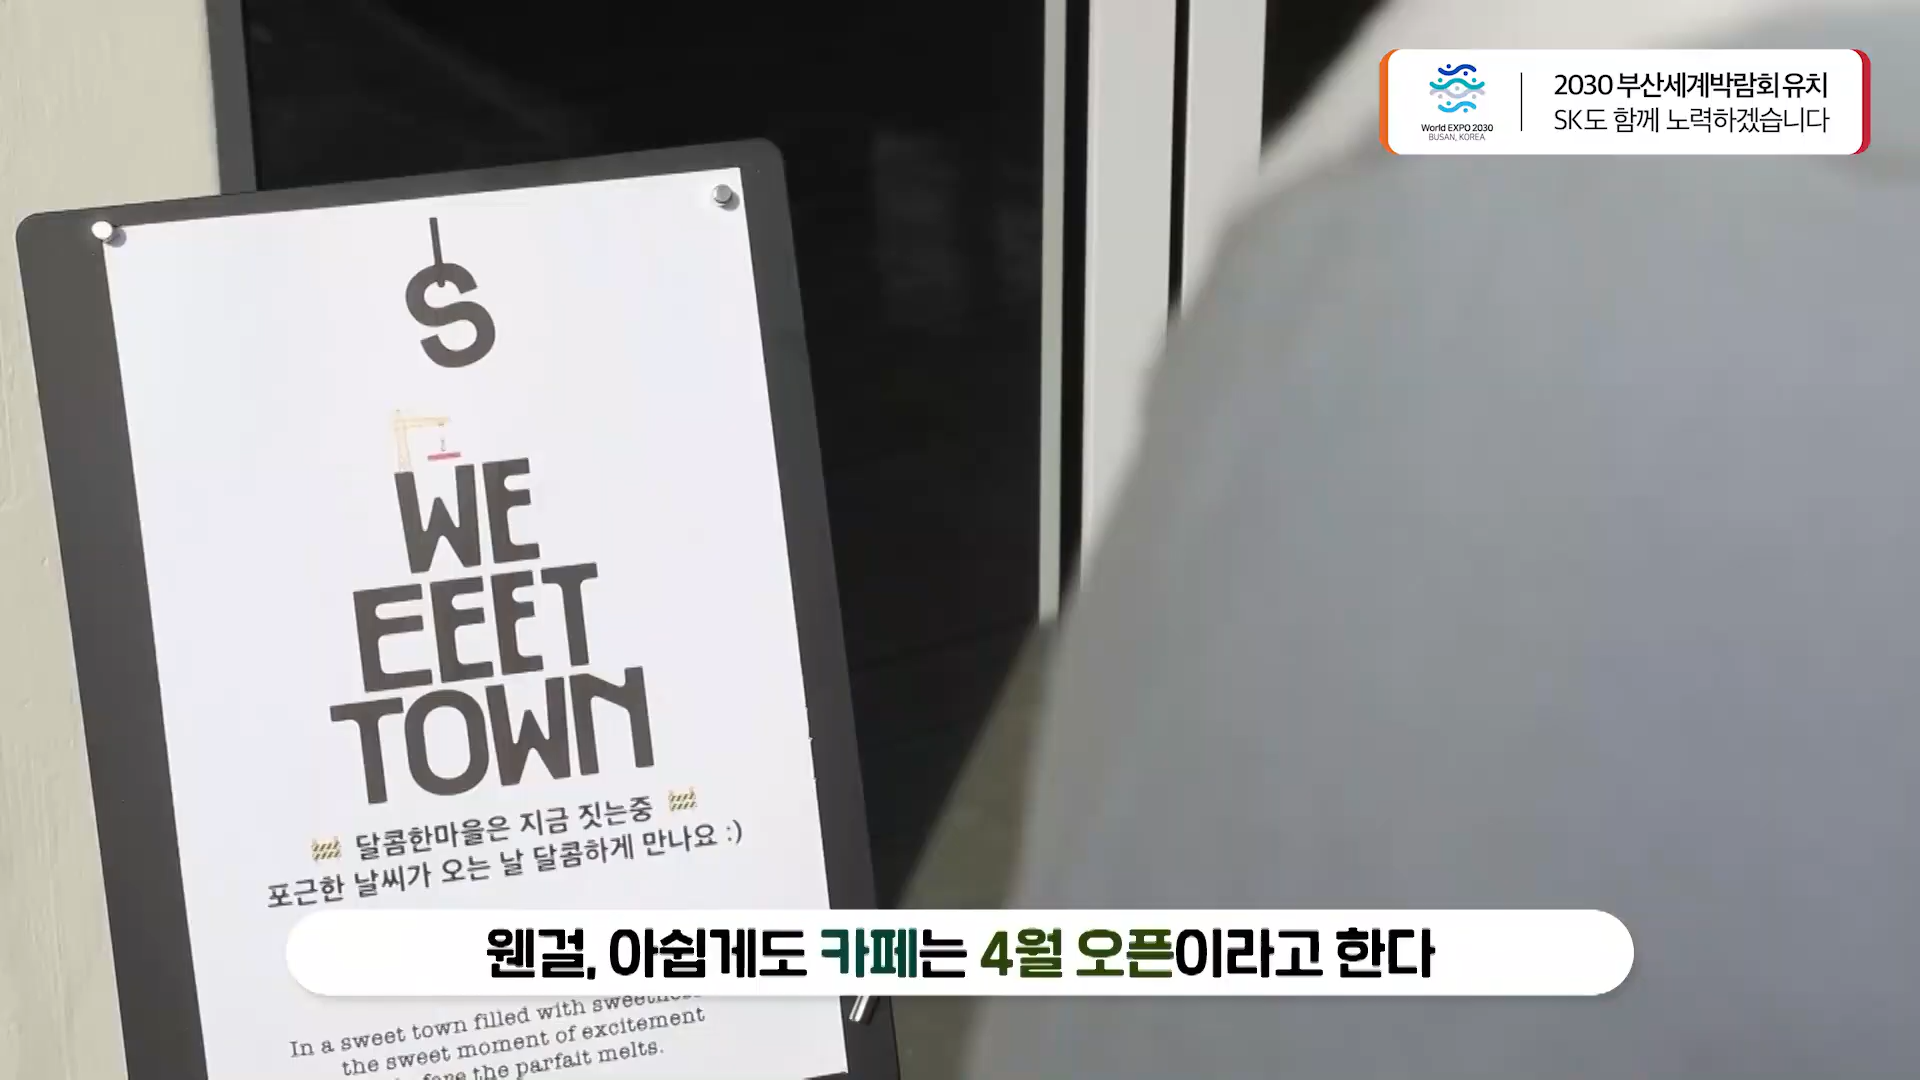 World EXPO 2030
BUSAN, KOREA
2030 부산세계박람회 유치
SK도 함께 노력하겠습니다
S
WE
EEET
TOWN
달콤한마을은 지금 짓는중
포근한 날씨가 오는 날 달콤하게 만나요 :)
웬걸, 아쉽게도 카페는 4월 오픈이라고 한다
In a sweet town filled with sweetness
the sweet moment of excitement
the parfait melts.